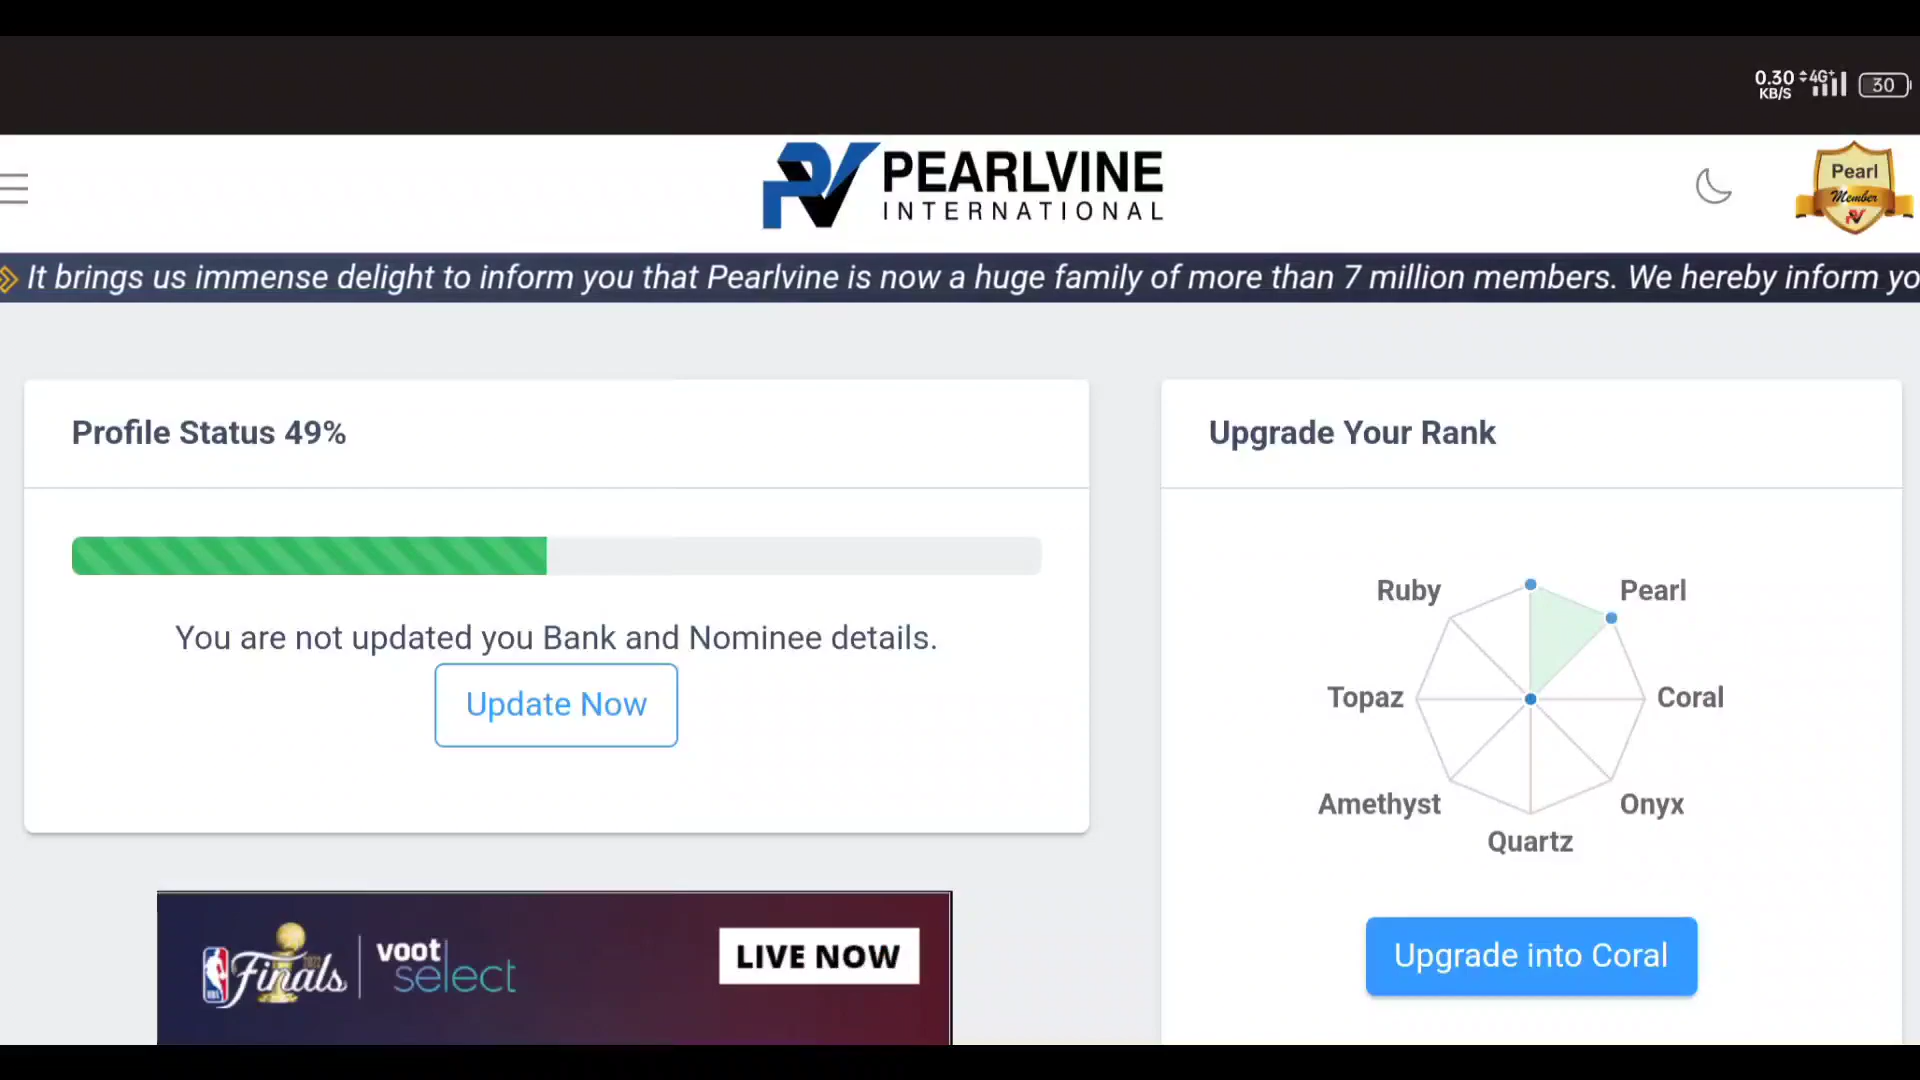 0.30
KB/S
4G+
30
PEARLVINE
INTERNATIONAL
Pearl
Member
It brings us immense delight to inform you that Pearlvine is now a huge family of more than 7 million members. We hereby inform yo
Profile Status 49%
Upgrade Your Rank
You are not updated you Bank and Nominee details.
Update Now
Ruby
Pearl
Topaz
Coral
Amethyst
Onyx
Quartz
Upgrade into Coral
NBA
Finals
voot
select
LIVE NOW